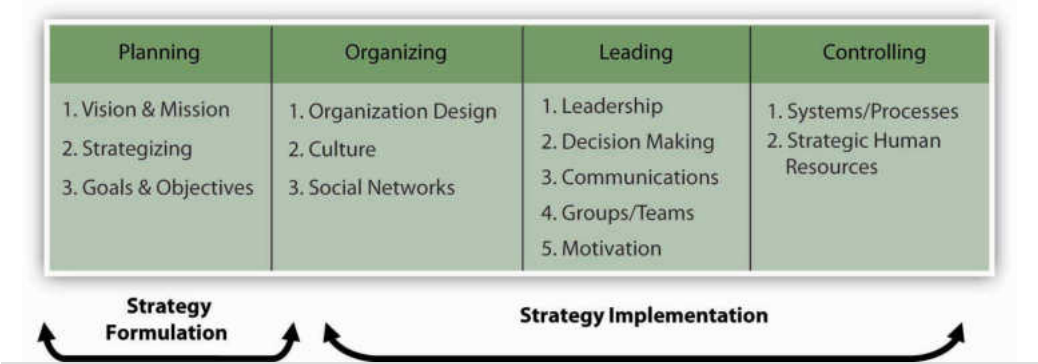 Planning
Organizing
Leading
Controlling
1. Vision & Mission
2. Strategizing
3. Goals & Objectives
1. Organization Design
2. Culture
3. Social Networks
1. Leadership
2. Decision Making
3. Communications
4. Groups/Teams
5. Motivation
1. Systems/Processes
2. Strategic Human
Resources
Strategy
Formulation
Strategy Implementation